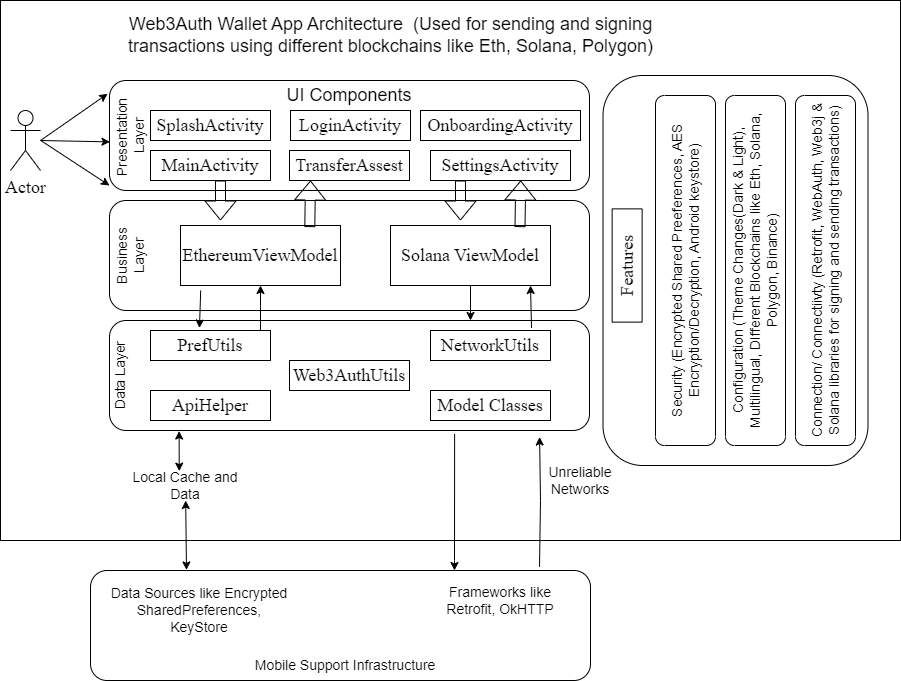 Web3Auth Wallet App Architecture (Used for sending and signing
transactions using different blockchains like Eth, Solana, Polygon)
Actor
Presentation
Layer
UI Components
SplashActivity
LoginActivity
OnboardingActivity
MainActivity
TransferAssest
SettingsActivity
Business
Layer
EthereumViewModel
Solana ViewModel
Data Layer
PrefUtils
NetworkUtils
Web3AuthUtils
ApiHelper
Model Classes
Features
Security (Encrypted Shared Preeferences, AES
Encryption/Decryption, Android keystore)
Configuration (Theme Changes(Dark & Light),
Multilingual, Different Blockchains like Eth, Solana,
Polygon, Binance)
Connection/ Connectiivty (Retrofit, WebAuth, Web3j &
Solana libraries for signing and sending transactions)
Local Cache and
Data
Unreliable
Networks
Data Sources like Encrypted
SharedPreferences,
KeyStore
Frameworks like
Retrofit, OkHTTP
Mobile Support Infrastructure